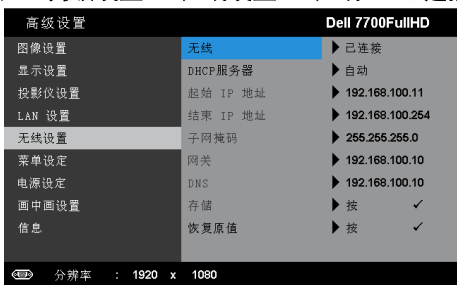 高级设置 Dell 7700FullHD
图像设置 无线 已连接
显示设置 DHCP服务器 自动
投影仪设置 起始 IP 地址 192.168.100.11
LAN 设置 结束 IP 地址 192.168.100.254
无线设置 子网掩码 255.255.255.0
菜单设定 网关 192.168.100.10
电源设定 DNS 192.168.100.10
画中画设置 存储 按 ✓
信息 恢复原值 按 ✓
分辨率 : 1920 x 1080